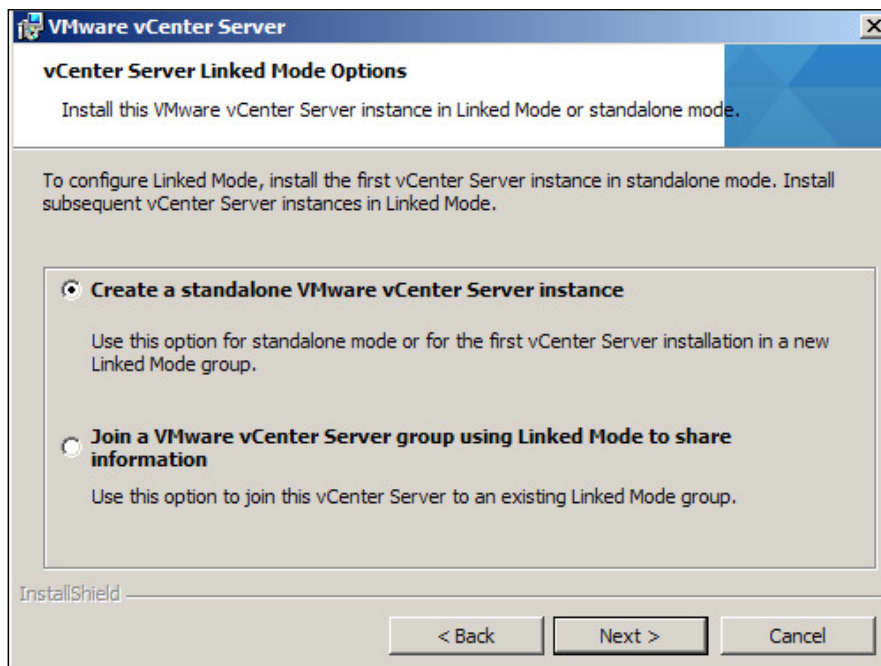 VMware vCenter Server
vCenter Server Linked Mode Options
Install this VMware vCenter Server instance in Linked Mode or standalone mode.
To configure Linked Mode, install the first vCenter Server instance in standalone mode. Install
subsequent vCenter Server instances in Linked Mode.
Create a standalone VMware vCenter Server instance
Use this option for standalone mode or for the first vCenter Server installation in a new
Linked Mode group.
Join a VMware vCenter Server group using Linked Mode to share
information
Use this option to join this vCenter Server to an existing Linked Mode group.
InstallShield
< Back Next > Cancel